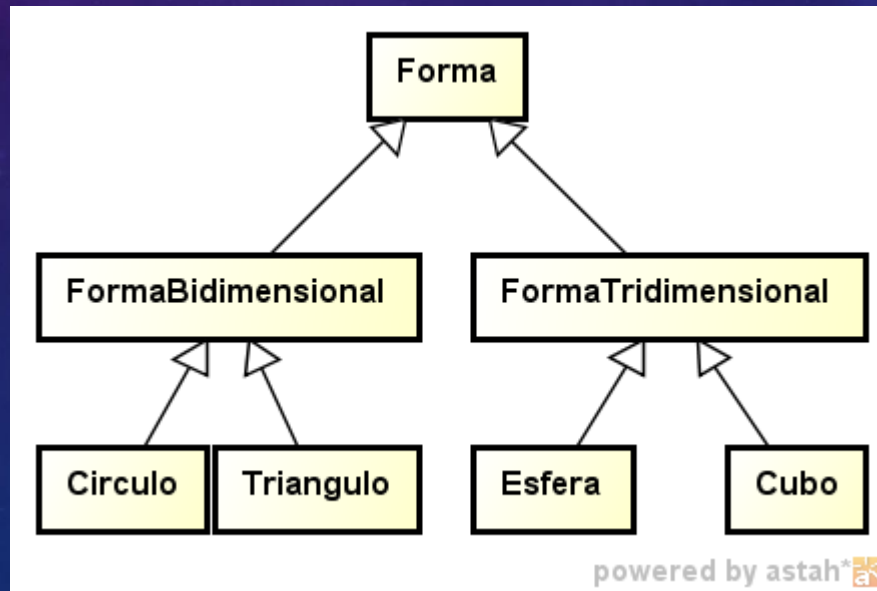 Forma
FormaBidimensional
FormaTridimensional
Circulo
Triangulo
Esfera
Cubo
powered by astah*